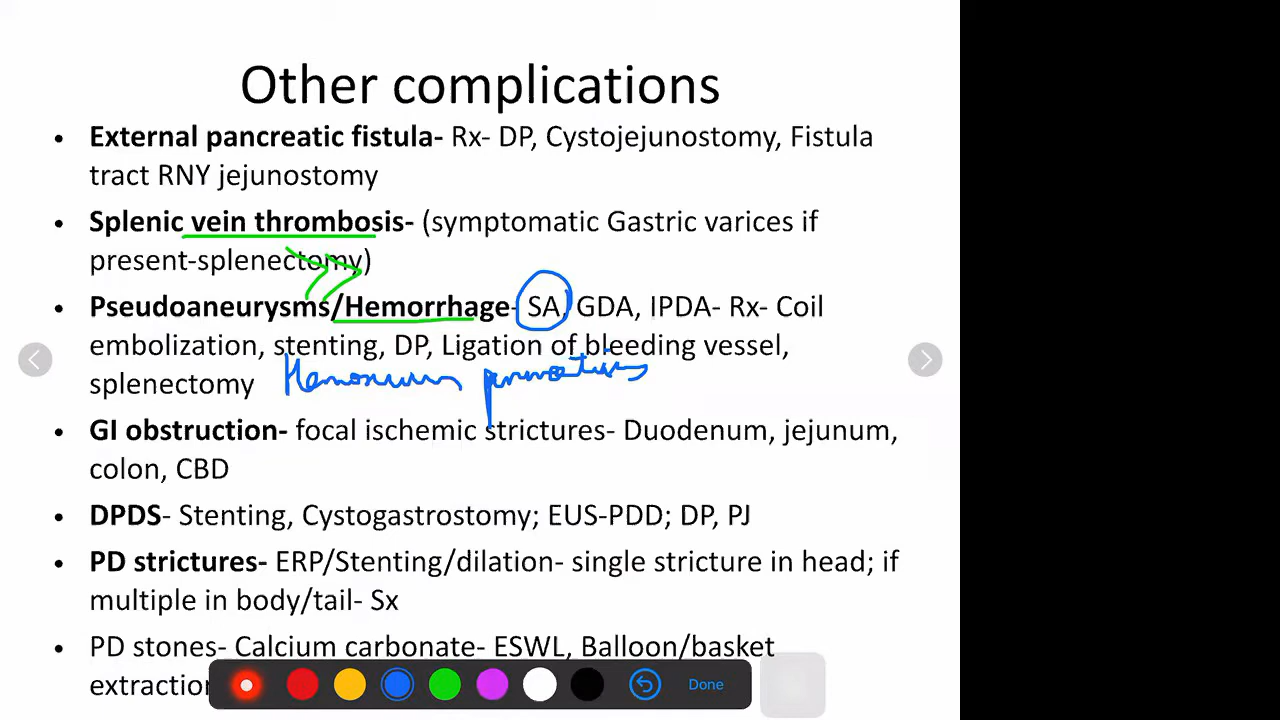 Other complications
• External pancreatic fistula- Rx- DP, Cystojejunostomy, Fistula
tract RNY jejunostomy
• Splenic vein thrombosis- (symptomatic Gastric varices if
present-splenectomy)
• Pseudoaneurysms/Hemorrhage- SA, GDA, IPDA- Rx- Coil
embolization, stenting, DP, Ligation of bleeding vessel,
splenectomy
• GI obstruction- focal ischemic strictures- Duodenum, jejunum,
colon, CBD
• DPDS- Stenting, Cystogastrostomy; EUS-PDD; DP, PJ
• PD strictures- ERP/Stenting/dilation- single stricture in head; if
multiple in body/tail- Sx
PD stones- Calcium carbonate- ESWL, Balloon/basket
Done